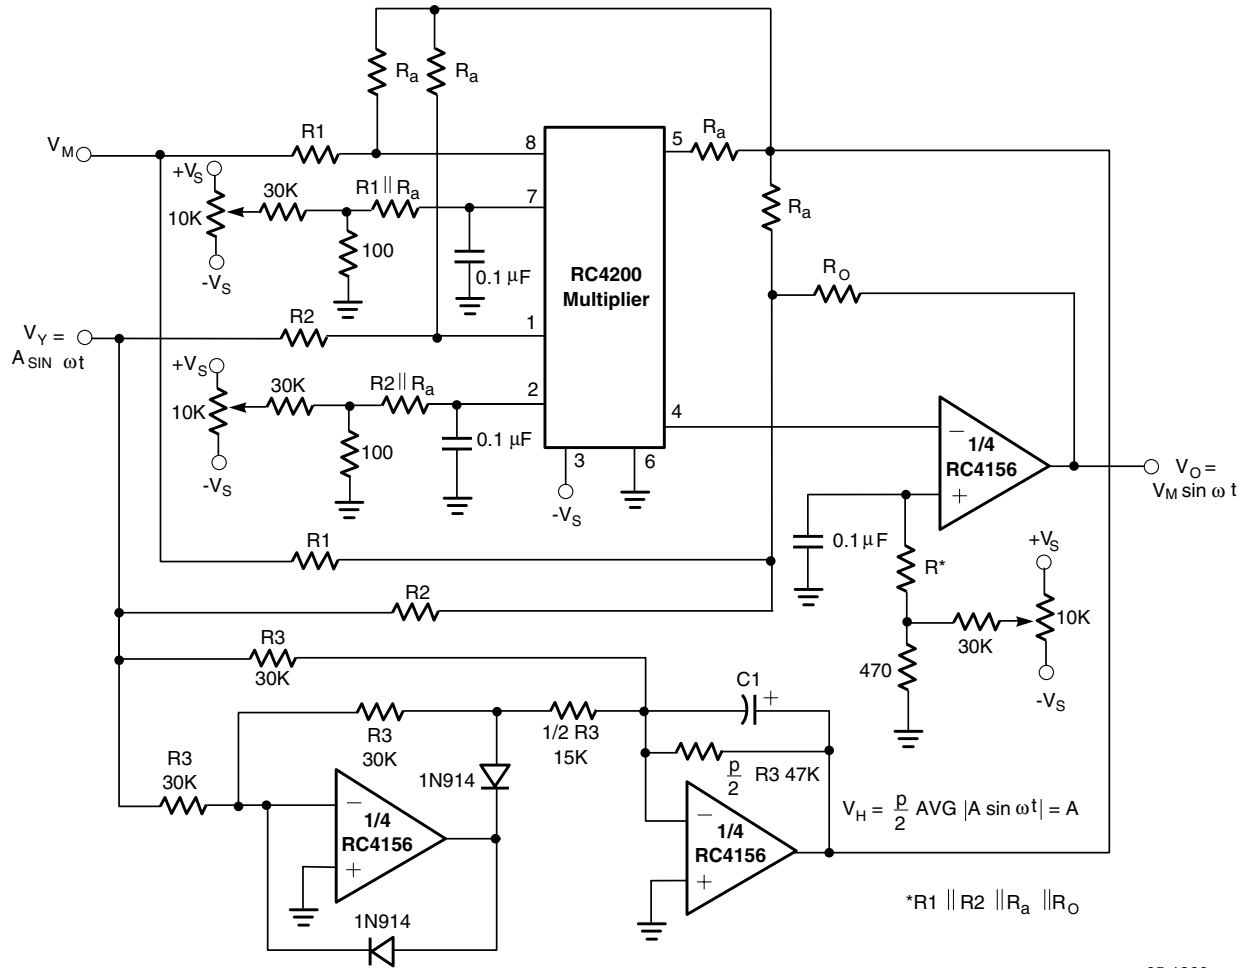 Ra
Ra
R1
VM
8
5
Ra
+VS
30K
R1||Ra
7
10K
100
0.1 µF
-VS
Ra
RO
RC4200
Multiplier
VY =
A SIN ωt
R2
1
+VS
30K
R2||Ra
2
10K
100
0.1 µF
-VS
3
6
-VS
4
−
1/4
RC4156
+
VO =
VM sin ω t
0.1 µF
R*
+VS
10K
30K
470
-VS
R1
R2
R3
30K
C1
+
R3
30K
1/2 R3
15K
R3
30K
1N914
p/2 R3 47K
−
1/4
RC4156
+
−
1/4
RC4156
+
1N914
VH = p/2 AVG |A sin ωt| = A
*R1 || R2 || Ra || RO